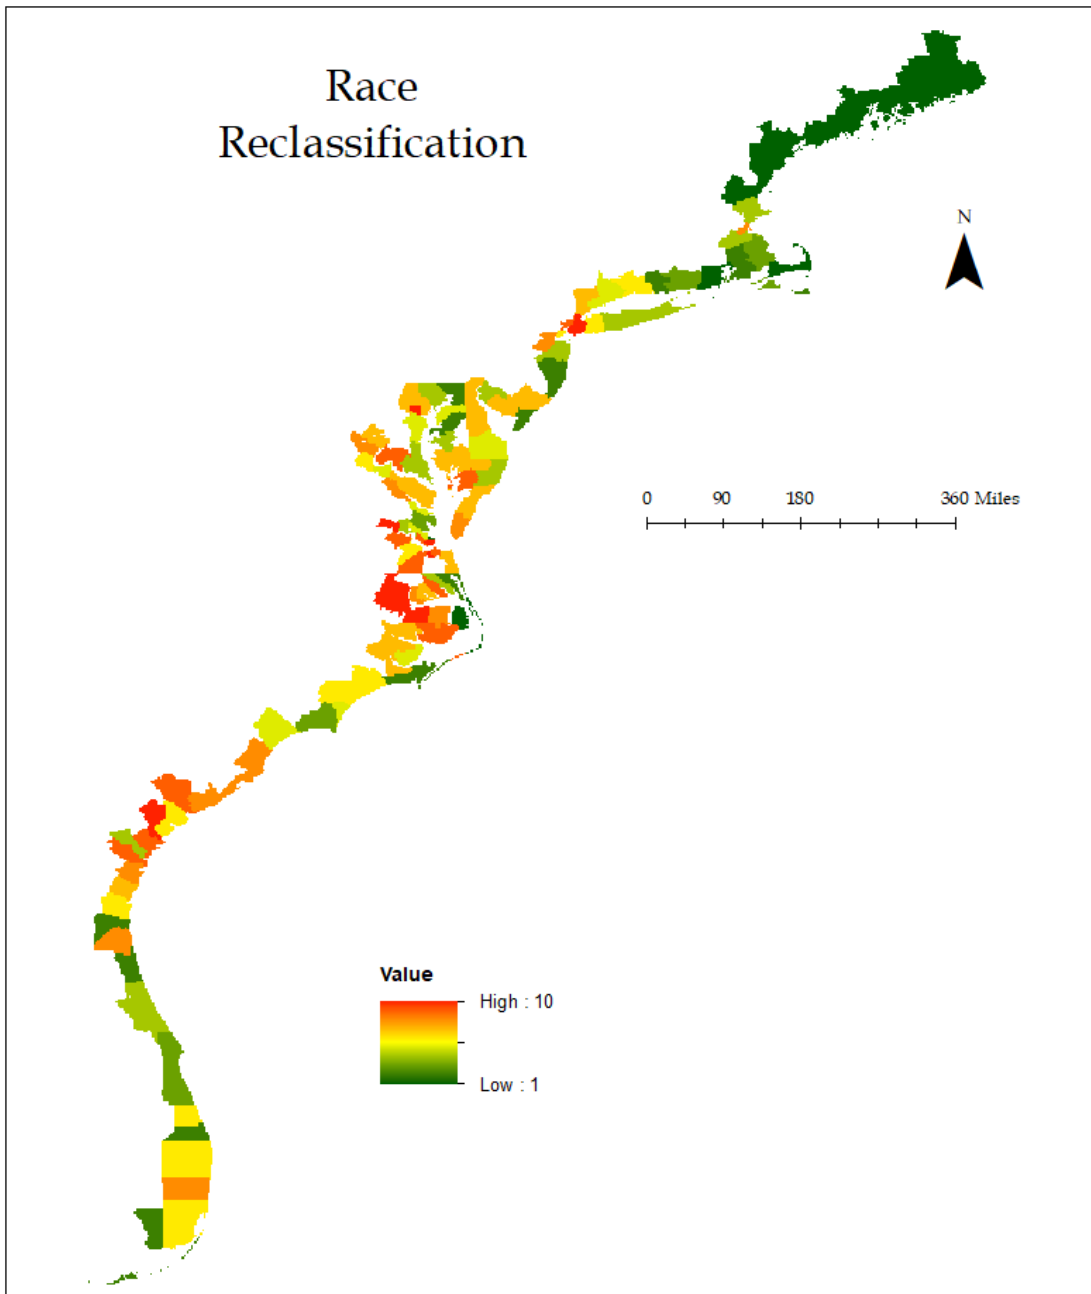 Race
Reclassification
N
0 90 180 360 Miles
Value
High : 10
Low : 1